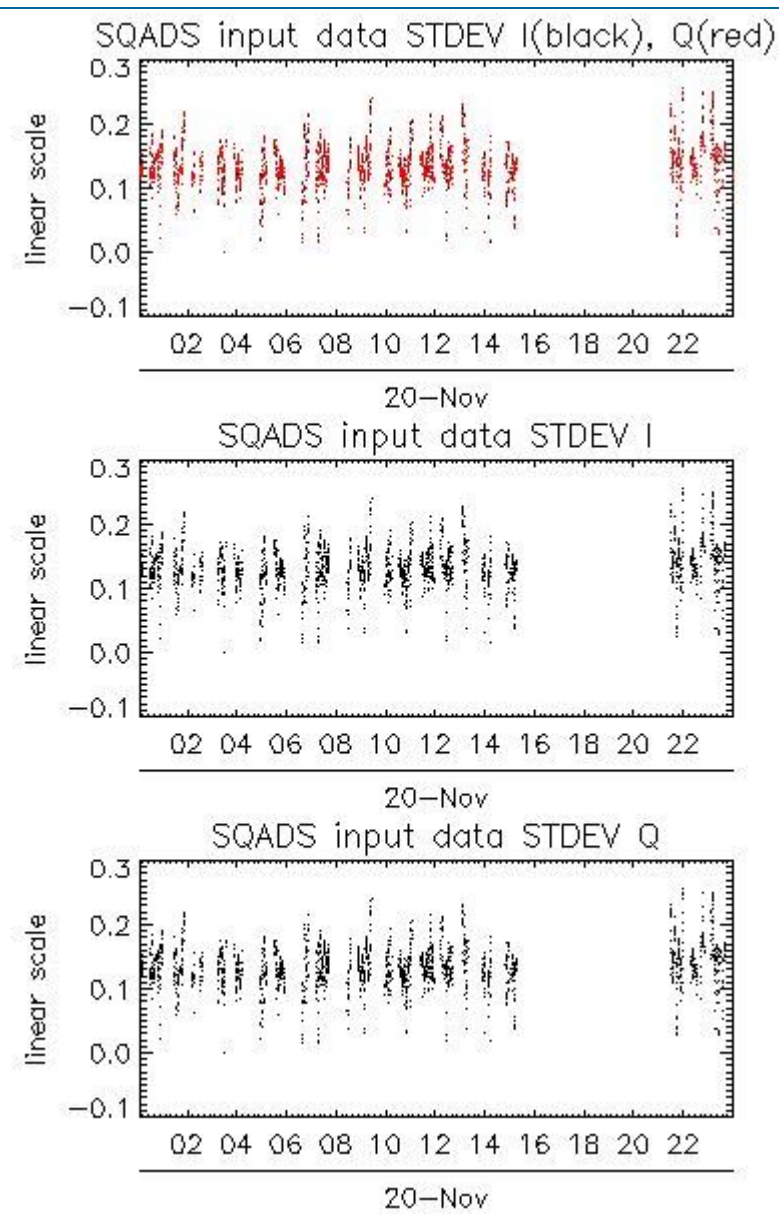 SQADS input data STDEV I(black), Q(red)
0.3
0.2
0.1
0.0
−0.1
linear scale
02 04 06 08 10 12 14 16 18 20 22
20−Nov
SQADS input data STDEV I
0.3
0.2
0.1
0.0
−0.1
linear scale
02 04 06 08 10 12 14 16 18 20 22
20−Nov
SQADS input data STDEV Q
0.3
0.2
0.1
0.0
−0.1
linear scale
02 04 06 08 10 12 14 16 18 20 22
20−Nov